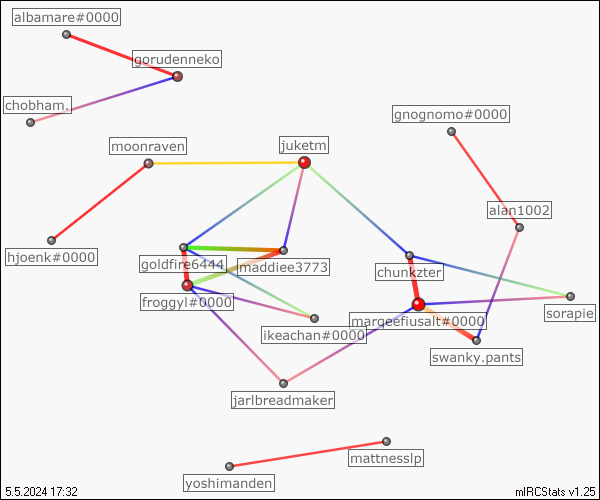 albamare#0000
gorudenneko
chobham.
gnognomo#0000
moonraven
juketm
alan1002
hjoenk#0000
goldfire6444
maddiee3773
chunkzter
froggyl#0000
sorapie
marqeefiusalt#0000
ikeachan#0000
swanky.pants
jarlbreadmaker
mattnesslp
yoshimanden
5.5.2024 17:32
mIRCStats v1.25